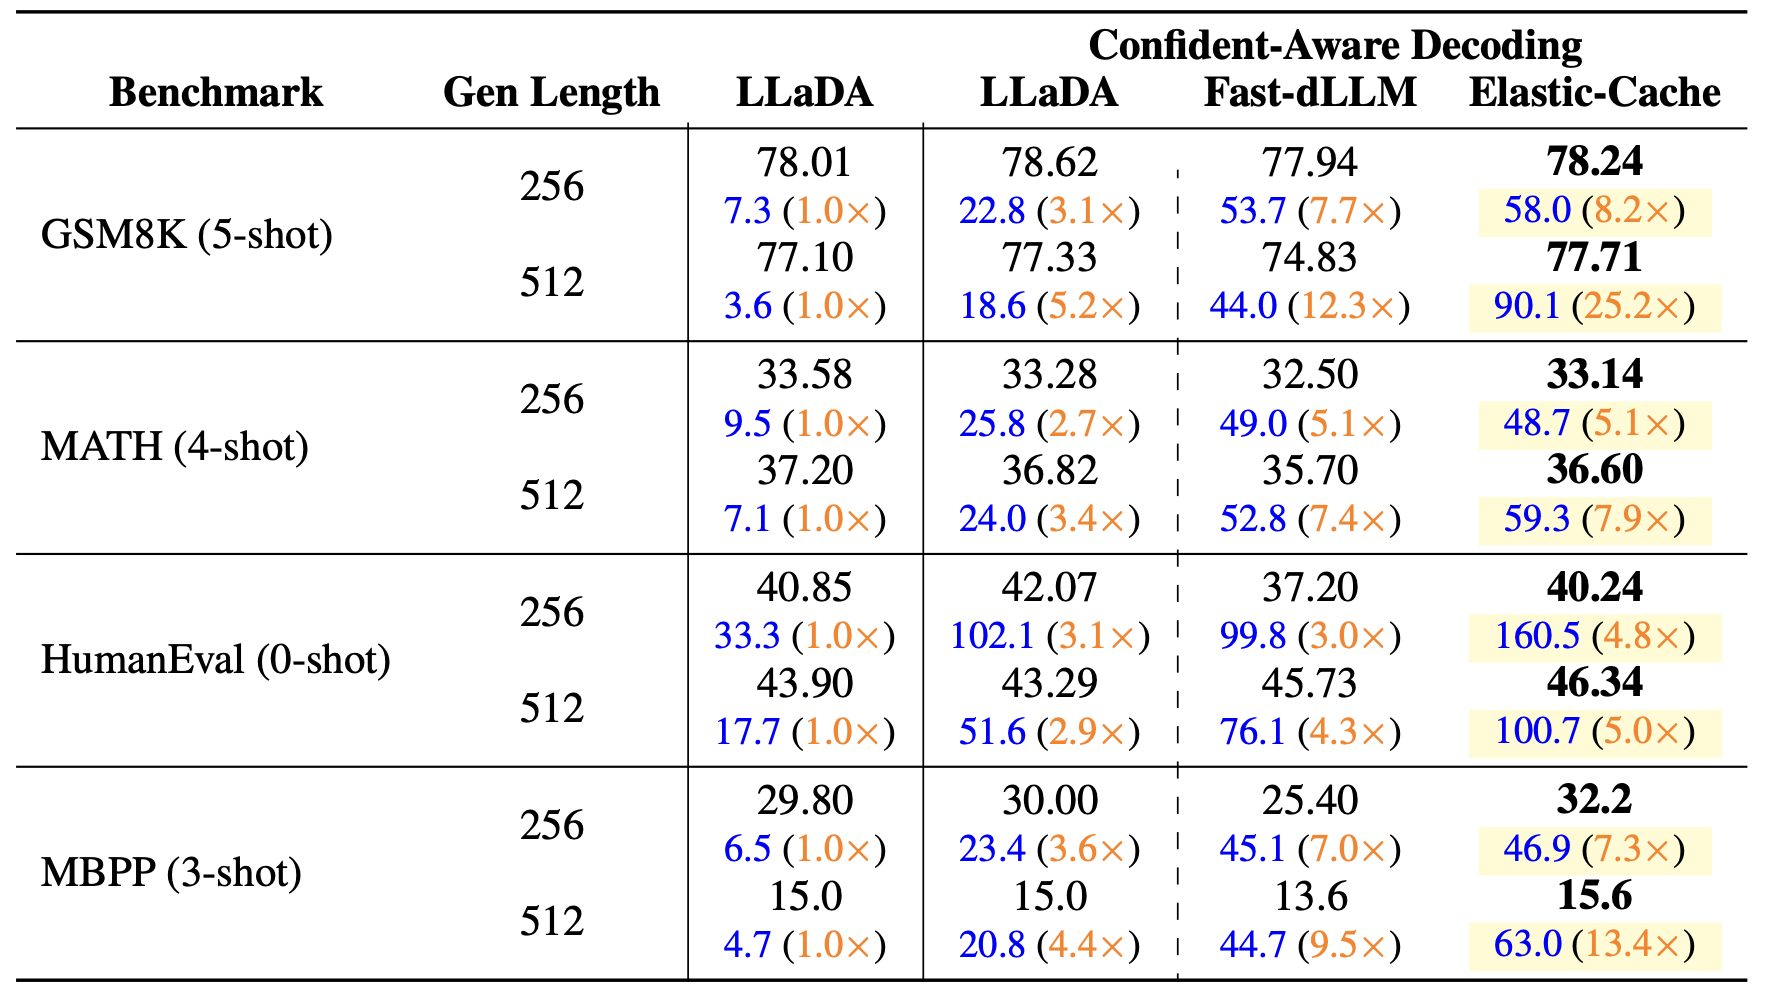 Confident-Aware Decoding
Benchmark Gen Length LLaDA LLaDA Fast-dLLM Elastic-Cache
GSM8K (5-shot) 256 78.01 78.62 77.94 78.24
7.3 (1.0×) 22.8 (3.1×) 53.7 (7.7×) 58.0 (8.2×)
512 77.10 77.33 74.83 77.71
3.6 (1.0×) 18.6 (5.2×) 44.0 (12.3×) 90.1 (25.2×)
MATH (4-shot) 256 33.58 33.28 32.50 33.14
9.5 (1.0×) 25.8 (2.7×) 49.0 (5.1×) 48.7 (5.1×)
512 37.20 36.82 35.70 36.60
7.1 (1.0×) 24.0 (3.4×) 52.8 (7.4×) 59.3 (7.9×)
HumanEval (0-shot) 256 40.85 42.07 37.20 40.24
33.3 (1.0×) 102.1 (3.1×) 99.8 (3.0×) 160.5 (4.8×)
512 43.90 43.29 45.73 46.34
17.7 (1.0×) 51.6 (2.9×) 76.1 (4.3×) 100.7 (5.0×)
MBPP (3-shot) 256 29.80 30.00 25.40 32.2
6.5 (1.0×) 23.4 (3.6×) 45.1 (7.0×) 46.9 (7.3×)
512 15.0 15.0 13.6 15.6
4.7 (1.0×) 20.8 (4.4×) 44.7 (9.5×) 63.0 (13.4×)